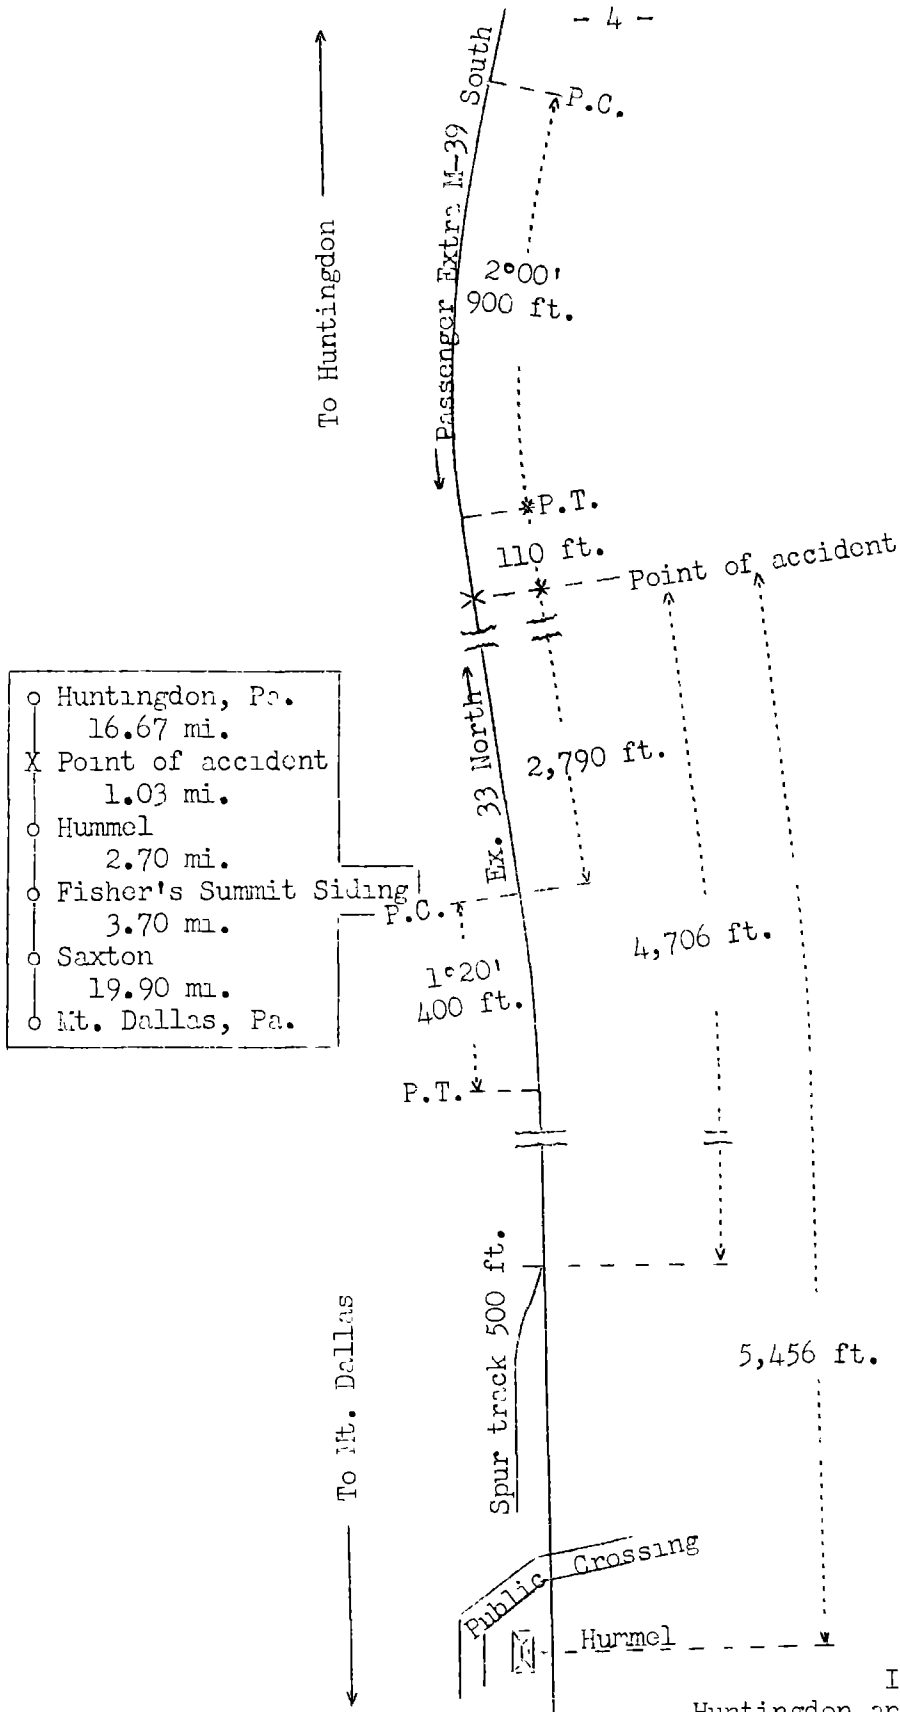 - 4 -
P.C.
Passenger Extra M-39 South
To Huntingdon
2°00'
900 ft.
P.T.
110 ft.
Point of accident
Huntingdon, Pa.
16.67 mi.
X Point of accident
1.03 mi.
Hummel
2.70 mi.
Fisher's Summit Siding
3.70 mi.
Saxton
19.90 mi.
Mt. Dallas, Pa.
Ex. 33 North
2,790 ft.
P.C.
4,706 ft.
1°20'
400 ft.
P.T.
Spur track 500 ft.
5,456 ft.
To Mt. Dallas
Public Crossing
Hummel
I
Huntingdon